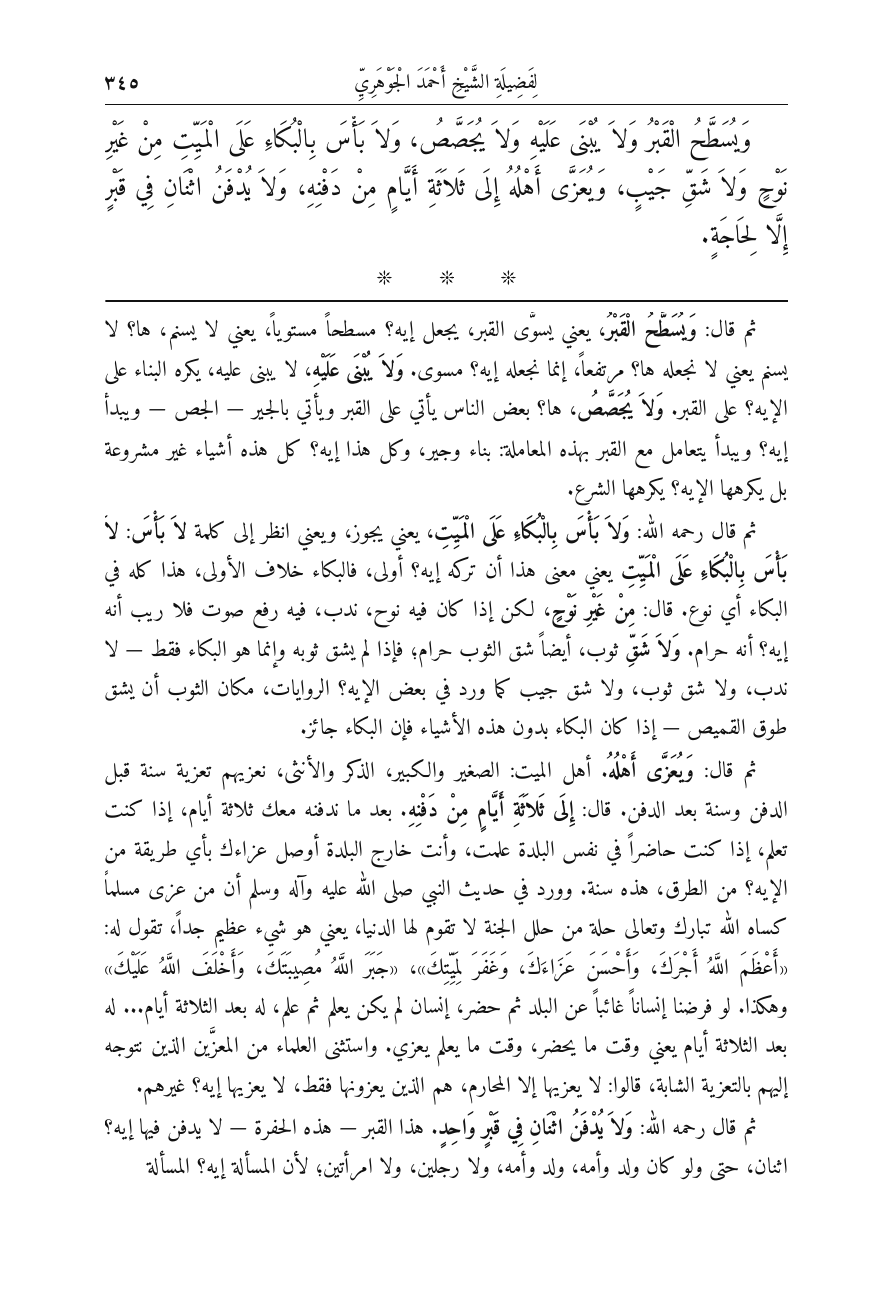 لِفَضِيلَةِ الشَّيْخِ أَحْمَدَ الْجَوْهَرِيِّ ٣٤٥
وَيُسَطَّحُ الْقَبْرُ وَلاَ يُبْنَى عَلَيْهِ وَلاَ يُجَصَّصُ، وَلاَ بَأْسَ بِالْبُكَاءِ عَلَى الْمَيِّتِ مِنْ غَيْرِ
نَوْحٍ وَلاَ شَقِّ جَيْبٍ، وَيُعَزَّى أَهْلُهُ إِلَى ثَلاَثَةِ أَيَّامٍ مِنْ دَفْنِهِ، وَلاَ يُدْفَنُ اثْنَانِ فِي قَبْرٍ
إِلَّا لِحَاجَةٍ.
❊ ❊ ❊
ثم قال: وَيُسَطَّحُ الْقَبْرُ، يعني يسوَّى القبر، يجعل إيه؟ مسطحاً مستوياً، يعني لا يسنم، ها؟ لا
يسنم يعني لا نجعله ها؟ مرتفعاً، إنما نجعله إيه؟ مسوى. وَلاَ يُبْنَى عَلَيْهِ، لا يبنى عليه، يكره البناء على
الإيه؟ على القبر. وَلاَ يُجَصَّصُ، ها؟ بعض الناس يأتي على القبر ويأتي بالجير – الجص – ويبدأ
إيه؟ ويبدأ يتعامل مع القبر بهذه المعاملة: بناء وجير، وكل هذا إيه؟ كل هذه أشياء غير مشروعة
بل يكرهها الإيه؟ يكرهها الشرع.
ثم قال رحمه الله: وَلاَ بَأْسَ بِالْبُكَاءِ عَلَى الْمَيِّتِ، يعني يجوز، ويعني انظر إلى كلمة لاَ بَأْسَ: لاَ
بَأْسَ بِالْبُكَاءِ عَلَى الْمَيِّتِ يعني معنى هذا أن تركه إيه؟ أولى، فالبكاء خلاف الأولى، هذا كله في
البكاء أي نوع. قال: مِنْ غَيْرِ نَوْحٍ، لكن إذا كان فيه نوح، ندب، فيه رفع صوت فلا ريب أنه
إيه؟ أنه حرام. وَلاَ شَقِّ ثوب، أيضاً شق الثوب حرام؛ فإذا لم يشق ثوبه وإنما هو البكاء فقط – لا
ندب، ولا شق ثوب، ولا شق جيب كما ورد في بعض الإيه؟ الروايات، مكان الثوب أن يشق
طوق القميص – إذا كان البكاء بدون هذه الأشياء فإن البكاء جائز.
ثم قال: وَيُعَزَّى أَهْلُهُ. أهل الميت: الصغير والكبير، الذكر والأنثى، نعزيهم تعزية سنة قبل
الدفن وسنة بعد الدفن. قال: إِلَى ثَلاَثَةِ أَيَّامٍ مِنْ دَفْنِهِ. بعد ما ندفنه معك ثلاثة أيام، إذا كنت
تعلم، إذا كنت حاضراً في نفس البلدة علمت، وأنت خارج البلدة أوصل عزاءك بأي طريقة من
الإيه؟ من الطرق، هذه سنة. وورد في حديث النبي صلى الله عليه وآله وسلم أن من عزى مسلماً
كساه الله تبارك وتعالى حلة من حلل الجنة لا تقوم لها الدنيا، يعني هو شيء عظيم جداً، تقول له:
«أَعْظَمَ اللَّهُ أَجْرَكَ، وَأَحْسَنَ عَزَاءَكَ، وَغَفَرَ لِمَيِّتِكَ»، «جَبَرَ اللَّهُ مُصِيبَتَكَ، وَأَخْلَفَ اللَّهُ عَلَيْكَ»
وهكذا. لو فرضنا إنساناً غائباً عن البلد ثم حضر، إنسان لم يكن يعلم ثم علم، له بعد الثلاثة أيام... له
بعد الثلاثة أيام يعني وقت ما يحضر، وقت ما يعلم يعزي. واستثنى العلماء من المعزَّين الذين نتوجه
إليهم بالتعزية الشابة، قالوا: لا يعزيها إلا المحارم، هم الذين يعزونها فقط، لا يعزيها إيه؟ غيرهم.
ثم قال رحمه الله: وَلاَ يُدْفَنُ اثْنَانِ فِي قَبْرٍ وَاحِدٍ. هذا القبر – هذه الحفرة – لا يدفن فيها إيه؟
اثنان، حتى ولو كان ولد وأمه، ولد وأمه، ولا رجلين، ولا امرأتين؛ لأن المسألة إيه؟ المسألة